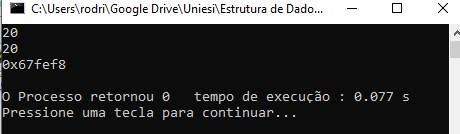 C:\Users\rodri\Google Drive\Uniesi\Estrutura de Dado...
20
20
0x67fef8
O Processo retornou 0   tempo de execução : 0.077 s
Pressione uma tecla para continuar...